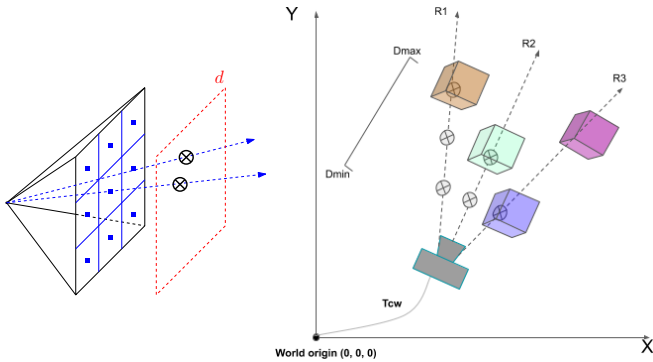 d
Y
R1
R2
R3
Dmax
Dmin
Tcw
World origin (0, 0, 0)
X